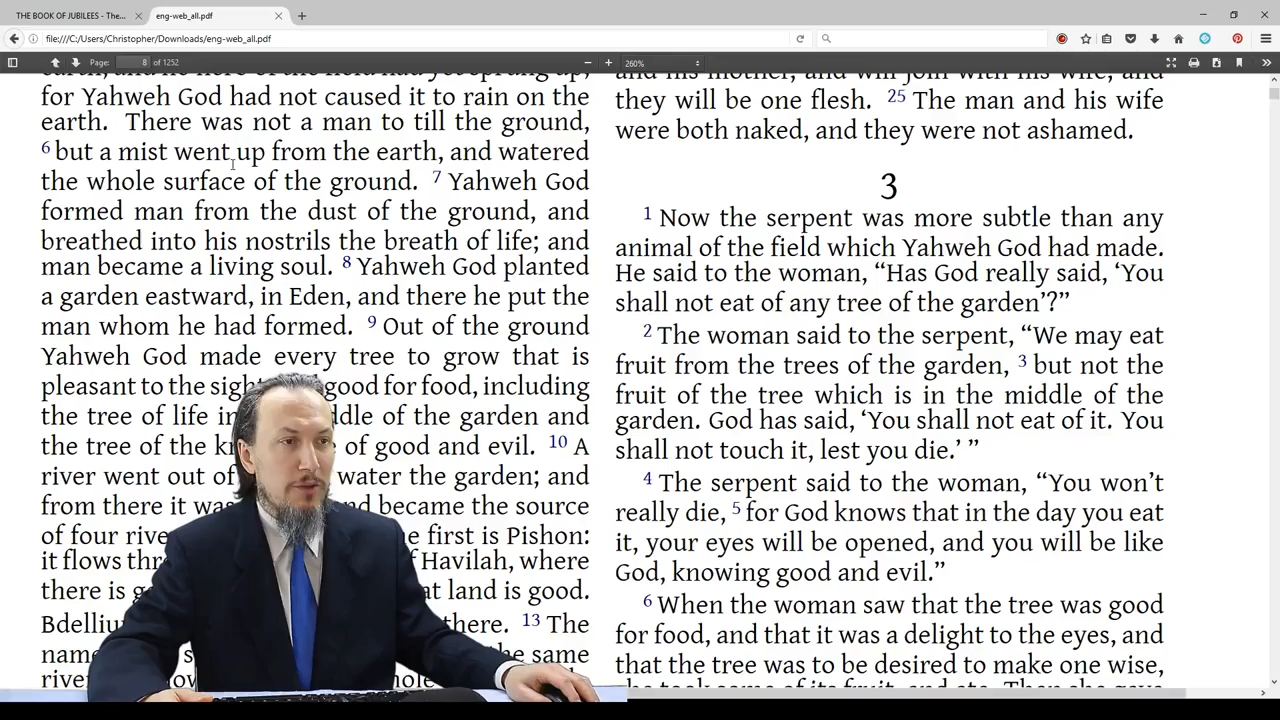 THE BOOK OF JUBILEES - The...
eng-web_all.pdf
file:///C:/Users/Christopher/Downloads/eng-web_all.pdf
Page: 8 of 1252
260%
for Yahweh God had not caused it to rain on the
earth. There was not a man to till the ground,
6 but a mist went up from the earth, and watered
the whole surface of the ground. 7 Yahweh God
formed man from the dust of the ground, and
breathed into his nostrils the breath of life; and
man became a living soul. 8 Yahweh God planted
a garden eastward, in Eden, and there he put the
man whom he had formed. 9 Out of the ground
Yahweh God made every tree to grow that is
pleasant to the sight good for food, including
the tree of life in middle of the garden and
the tree of the of good and evil. 10 A
river went out of water the garden; and
from there it was and became the source
of four rive first is Pishon:
it flows thr f Havilah, where
there is g at land is good.
Bdelliu there. 13 The
name s the same
and his mother, and will join with his wife, and
they will be one flesh. 25 The man and his wife
were both naked, and they were not ashamed.
3
1 Now the serpent was more subtle than any
animal of the field which Yahweh God had made.
He said to the woman, “Has God really said, ‘You
shall not eat of any tree of the garden’?”
2 The woman said to the serpent, “We may eat
fruit from the trees of the garden, 3 but not the
fruit of the tree which is in the middle of the
garden. God has said, ‘You shall not eat of it. You
shall not touch it, lest you die.’ ”
4 The serpent said to the woman, “You won’t
really die, 5 for God knows that in the day you eat
it, your eyes will be opened, and you will be like
God, knowing good and evil.”
6 When the woman saw that the tree was good
for food, and that it was a delight to the eyes, and
that the tree was to be desired to make one wise,